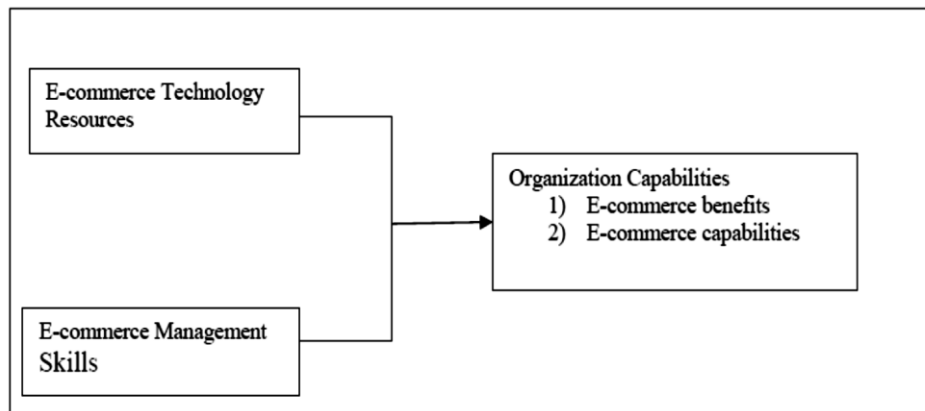 E-commerce Technology
Resources
Organization Capabilities
1) E-commerce benefits
2) E-commerce capabilities
E-commerce Management
Skills